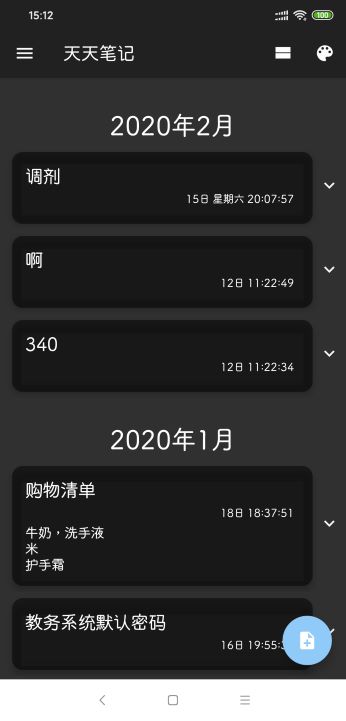 15:12
100
天天笔记
2020年2月
调剂
15日 星期六 20:07:57
啊
12日 11:22:49
340
12日 11:22:34
2020年1月
购物清单
18日 18:37:51
牛奶，洗手液
米
护手霜
教务系统默认密码
16日 19:55: